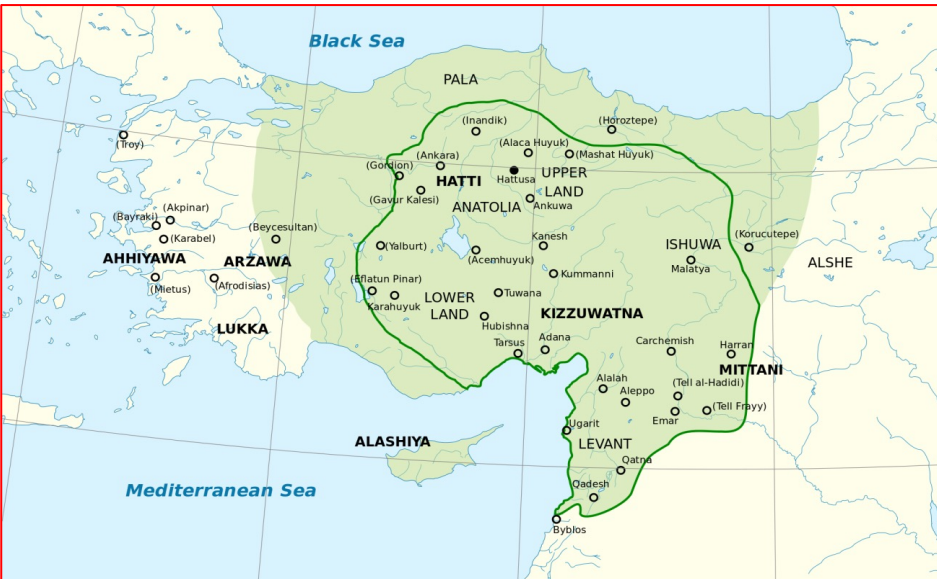 Black Sea
PALA
(Inandik)
(Horoztepe)
(Troy)
(Alaca Huyuk)
(Mashat Huyuk)
(Ankara)
(Gordion)
HATTI
Hattusa
UPPER
LAND
(Gavur Kalesi)
ANATOLIA
Ankuwa
(Akpinar)
(Bayraki)
(Karabel)
(Beycesultan)
(Yalburt)
(Acemhuyuk)
Kanesh
ISHUWA
(Korucutepe)
AHHIYAWA
ARZAWA
Malatya
ALSHE
(Mietus)
(Afrodisias)
(Eflatun Pinar)
Kummanni
Karahuyuk
LOWER
LAND
Tuwana
KIZZUWATNA
LUKKA
Hubishna
Tarsus
Adana
Carchemish
Harran
MITTANI
Alalah
Aleppo
(Tell al-Hadidi)
Emar
(Tell Frayy)
Ugarit
ALASHIYA
LEVANT
Qatna
Mediterranean Sea
Qadesh
Byblos